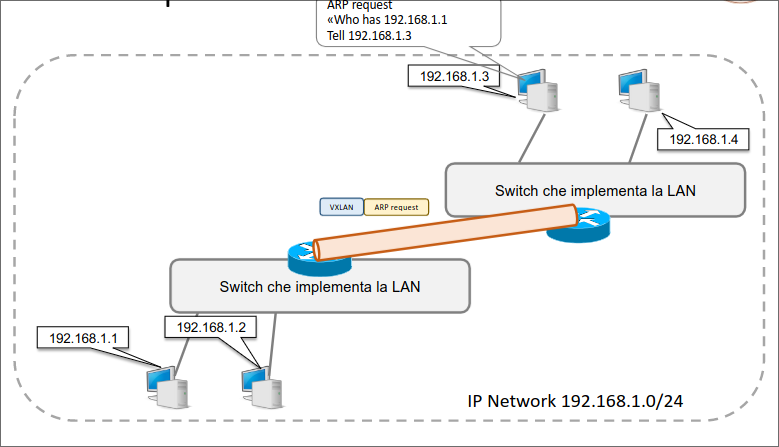 ARP request
«Who has 192.168.1.1
Tell 192.168.1.3
192.168.1.3
192.168.1.4
Switch che implementa la LAN
VXLAN
ARP request
Switch che implementa la LAN
192.168.1.2
192.168.1.1
IP Network 192.168.1.0/24